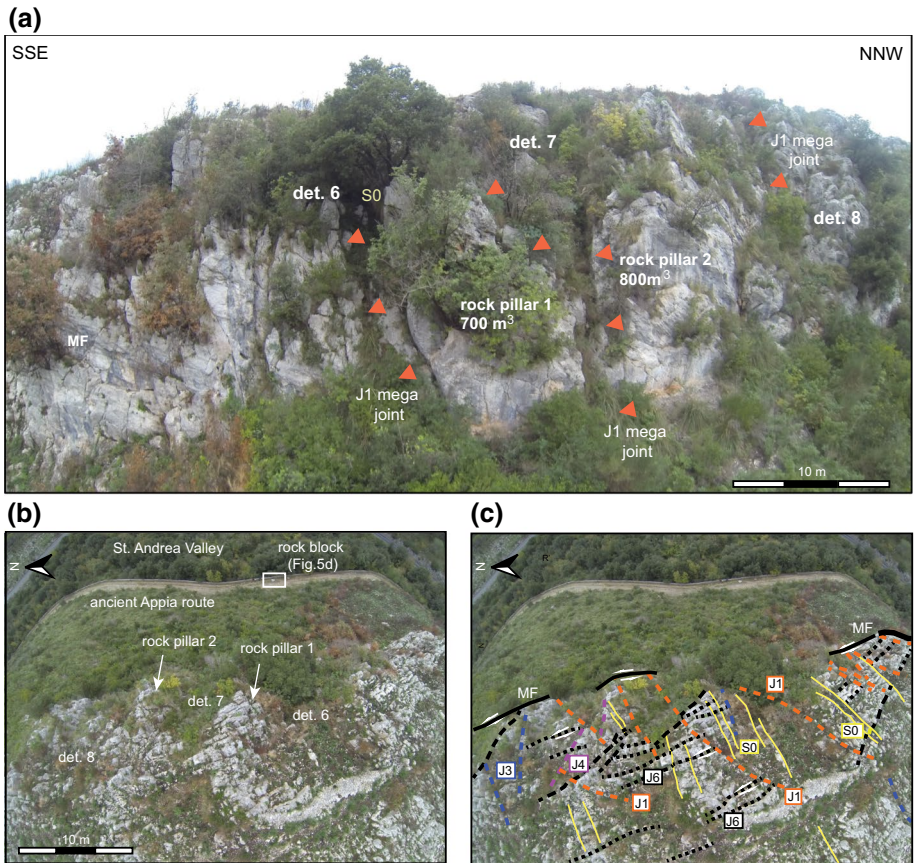 (a)
SSE
NNW
det. 7
J1 mega
joint
det. 6
S0
det. 8
rock pillar 2
800m3
rock pillar 1
700 m3
MF
J1 mega
joint
J1 mega
joint
10 m
(b)
St. Andrea Valley
rock block
(Fig.5d)
N
ancient Appia route
rock pillar 2
rock pillar 1
det. 7
det. 6
det. 8
10 m
(c)
N
R
MF
MF
J1
S0
S0
J3
J4
J6
J1
J1
J6